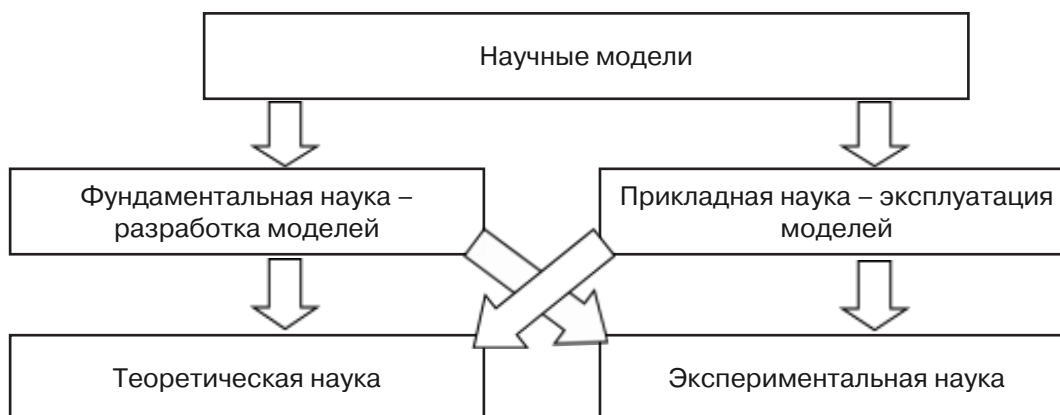 Научные модели
Фундаментальная наука –
разработка моделей
Прикладная наука – эксплуатация
моделей
Теоретическая наука
Экспериментальная наука